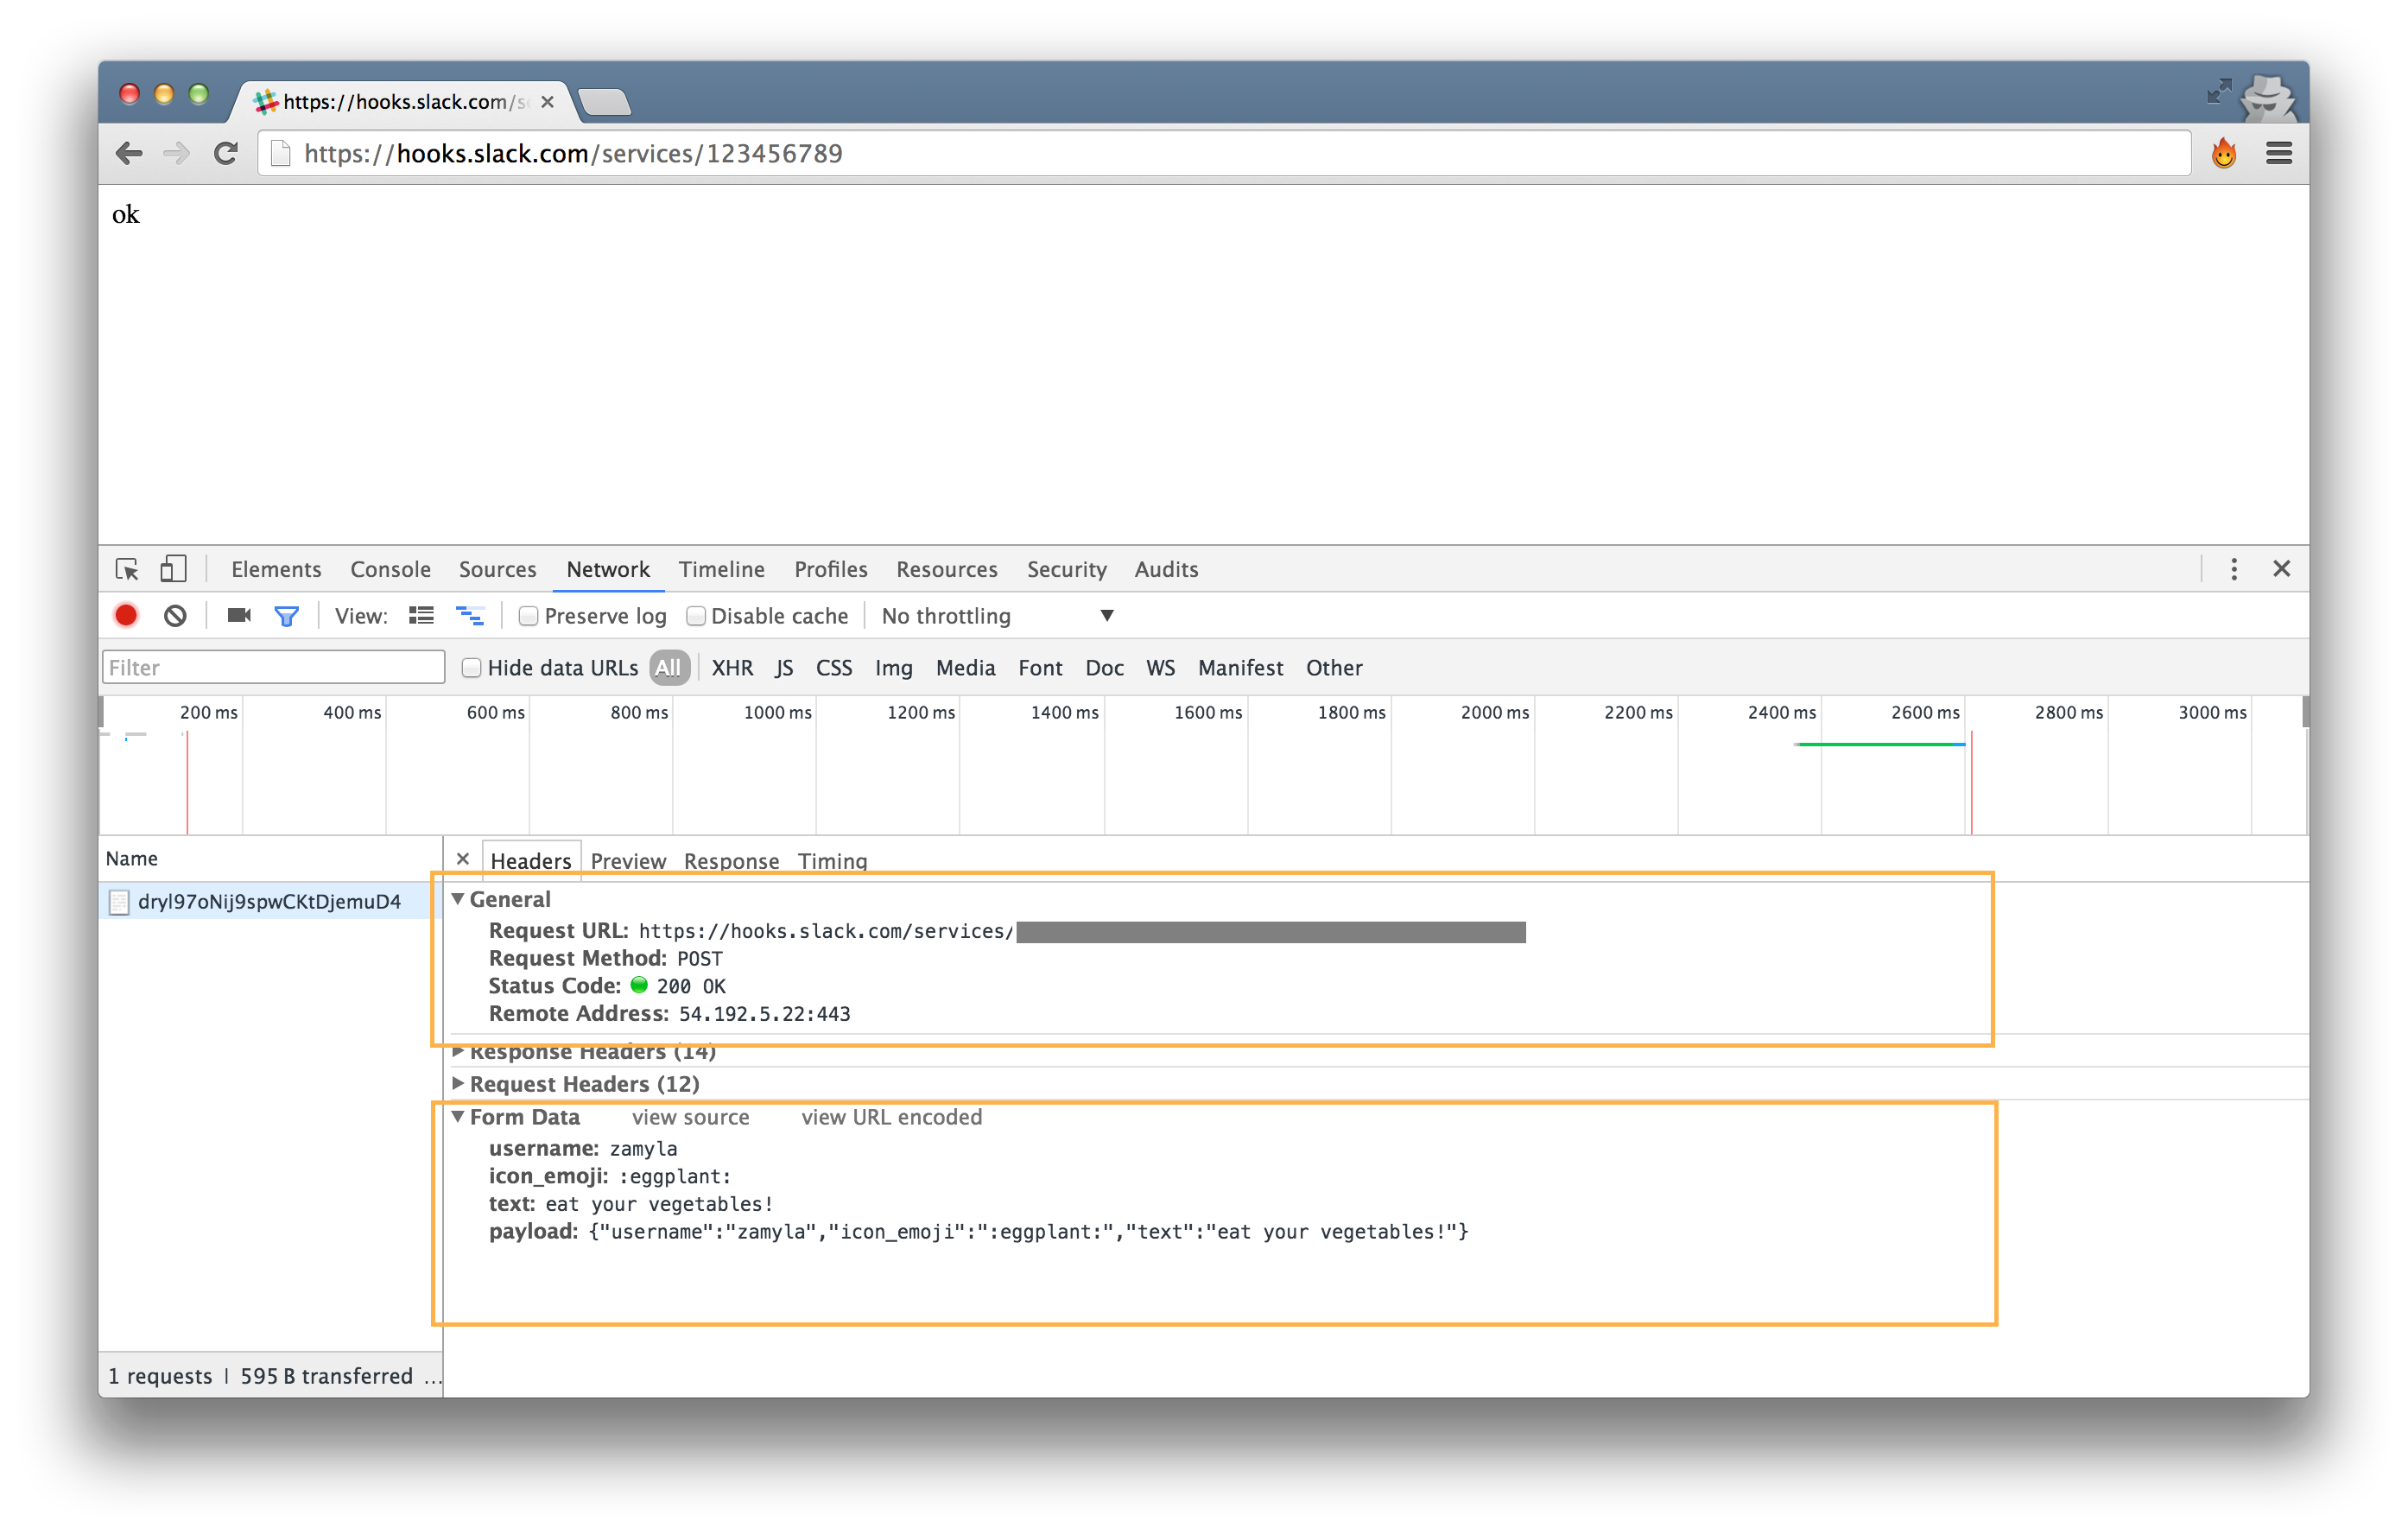 https://hooks.slack.com/se
https://hooks.slack.com/services/123456789
ok
Elements Console Sources Network Timeline Profiles Resources Security Audits
View: Preserve log Disable cache No throttling
Filter Hide data URLs All XHR JS CSS Img Media Font Doc WS Manifest Other
200 ms 400 ms 600 ms 800 ms 1000 ms 1200 ms 1400 ms 1600 ms 1800 ms 2000 ms 2200 ms 2400 ms 2600 ms 2800 ms 3000 ms
Name
Headers Preview Response Timing
dryl97oNij9spwCKtDjemuD4
General
Request URL: https://hooks.slack.com/services/
Request Method: POST
Status Code: 200 OK
Remote Address: 54.192.5.22:443
Response Headers (14)
Request Headers (12)
Form Data view source view URL encoded
username: zamyla
icon_emoji: :eggplant:
text: eat your vegetables!
payload: {"username":"zamyla","icon_emoji":":eggplant:","text":"eat your vegetables!"}
1 requests | 595 B transferred ...